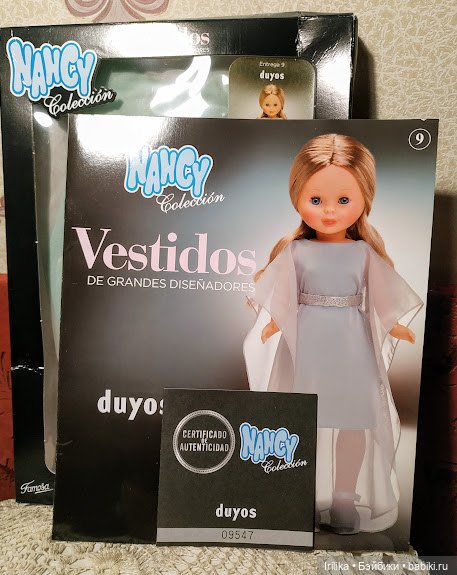 NANCY
Colección
Entrega 9
duyos
NANCY
Colección
9
Vestidos
DE GRANDES DISEÑADORES
duyos
CERTIFICADO
DE
AUTENTICIDAD
NANCY
Colección
duyos
09547
Famosa
Irilika • Бэйбики • babiki.ru